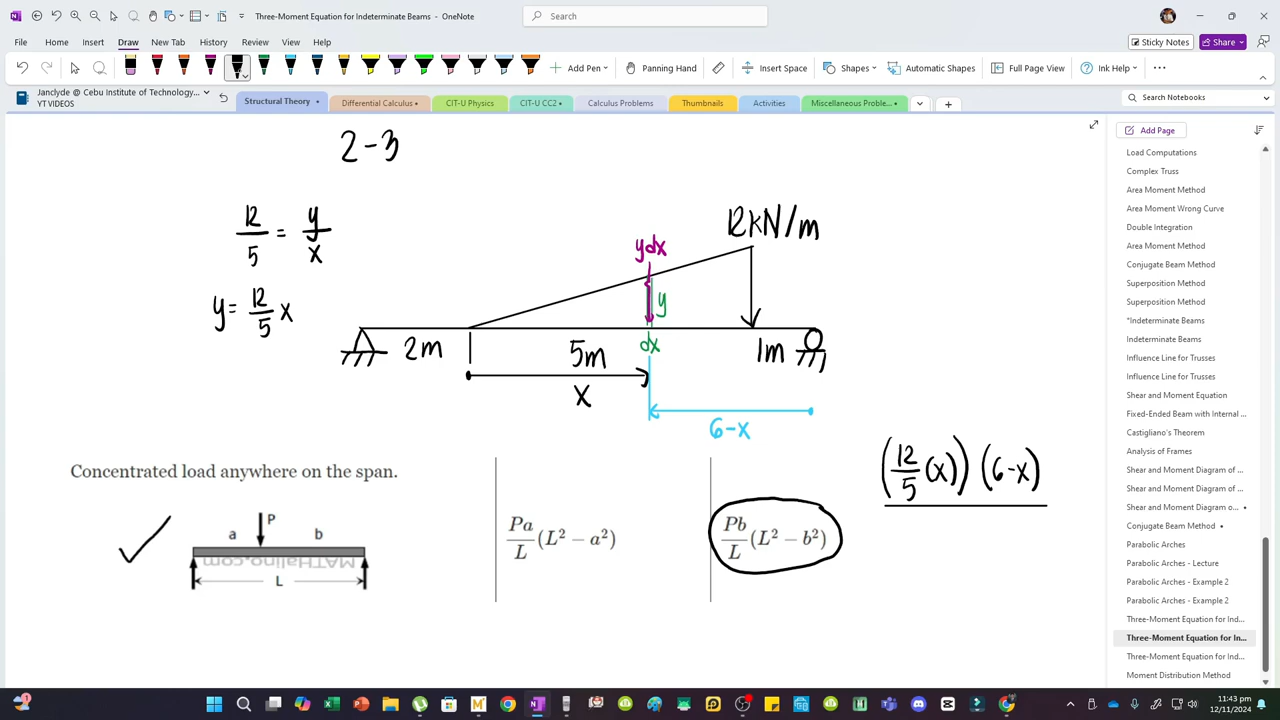 Three-Moment Equation for Indeterminate Beams - OneNote
Search
File Home Insert Draw New Tab History Review View Help
Sticky Notes Share
Add Pen Panning Hand Insert Space Shapes Automatic Shapes Full Page View Ink Help
Janclyde @ Cebu Institute of Technology...
YT VIDEOS
Structural Theory Differential Calculus CIT-U Physics CIT-U CC2 Calculus Problems Thumbnails Activities Miscellaneous Proble...
Search Notebooks
Add Page
Load Computations
Complex Truss
Area Moment Method
Area Moment Wrong Curve
Double Integration
Area Moment Method
Conjugate Beam Method
Superposition Method
Superposition Method
*Indeterminate Beams
Indeterminate Beams
Influence Line for Trusses
Influence Line for Trusses
Shear and Moment Equation
Fixed-Ended Beam with Internal ...
Castigliano's Theorem
Analysis of Frames
Shear and Moment Diagram of ...
Shear and Moment Diagram of ...
Shear and Moment Diagram o...
Conjugate Beam Method
Parabolic Arches
Parabolic Arches - Lecture
Parabolic Arches - Example 2
Parabolic Arches - Example 2
Three-Moment Equation for Ind...
Three-Moment Equation for In...
Three-Moment Equation for Ind...
Moment Distribution Method
2-3
12/5 = y/x
y = 12/5 x
12kN/m
ydx
y
dx
2m
5m
1m
x
6-x
(12/5 (x)) (6-x)
Concentrated load anywhere on the span.
P
a b
L
MATHalino.com
Pa/L (L² − a²)
Pb/L (L² − b²)
1
11:43 pm
12/11/2024